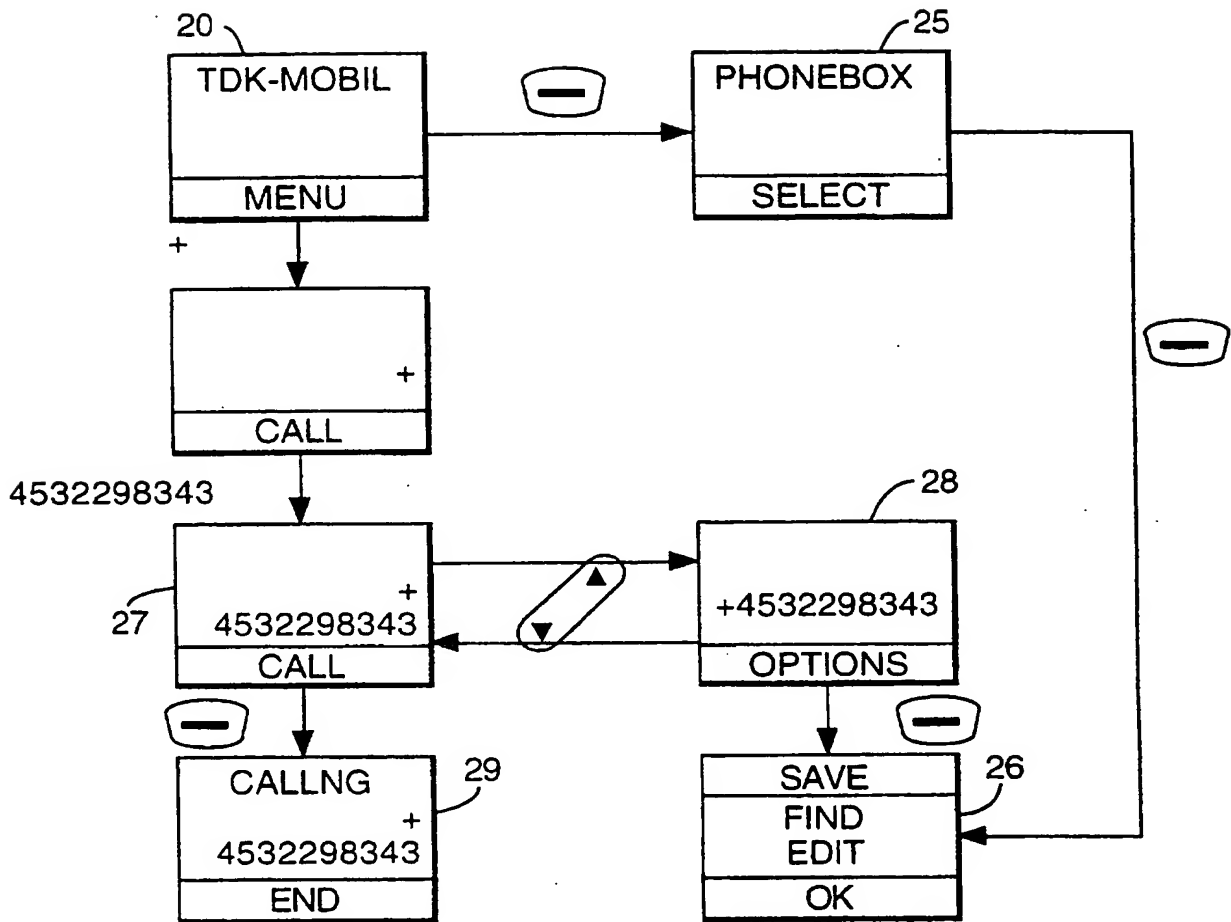 20
25
TDK-MOBIL
PHONEBOX
MENU
SELECT
+
+
CALL
4532298343
28
27
+
4532298343
+4532298343
CALL
OPTIONS
CALLNG
29
SAVE
26
+
FIND
4532298343
EDIT
END
OK